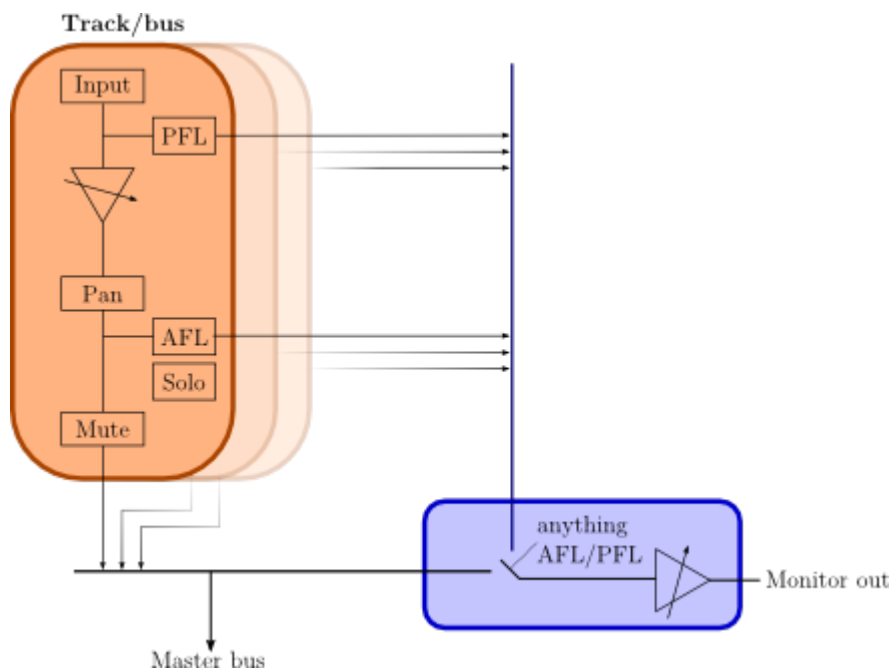 Track/bus
Input
PFL
Pan
AFL
Solo
Mute
anything
AFL/PFL
Monitor out
Master bus